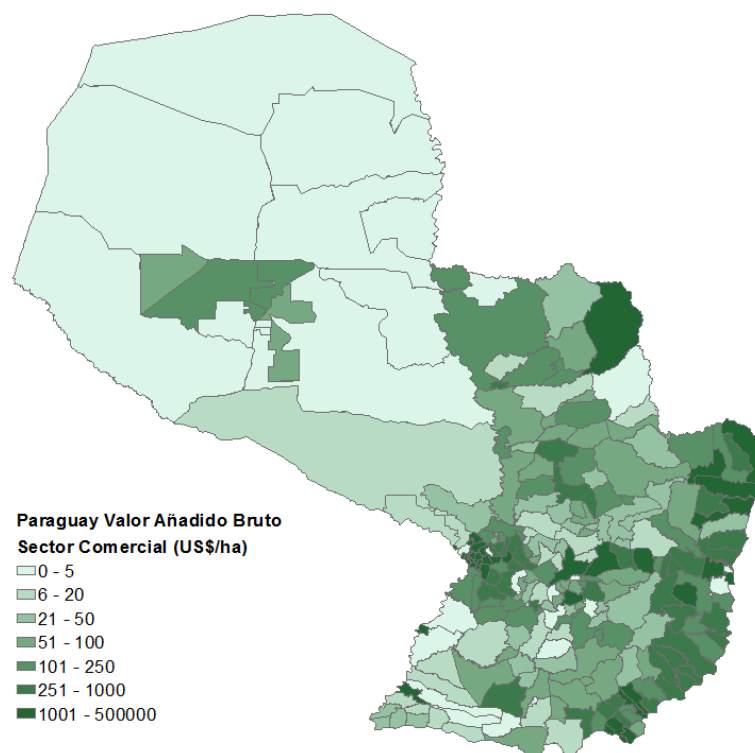 Paraguay Valor Añadido Bruto
Sector Comercial (US$/ha)
0 - 5
6 - 20
21 - 50
51 - 100
101 - 250
251 - 1000
1001 - 500000